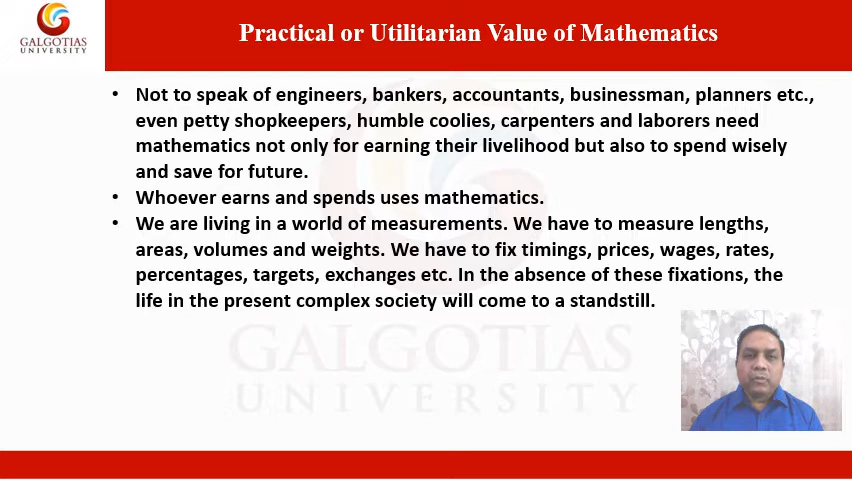 GALGOTIAS
UNIVERSITY
Practical or Utilitarian Value of Mathematics
• Not to speak of engineers, bankers, accountants, businessman, planners etc.,
even petty shopkeepers, humble coolies, carpenters and laborers need
mathematics not only for earning their livelihood but also to spend wisely
and save for future.
• Whoever earns and spends uses mathematics.
• We are living in a world of measurements. We have to measure lengths,
areas, volumes and weights. We have to fix timings, prices, wages, rates,
percentages, targets, exchanges etc. In the absence of these fixations, the
life in the present complex society will come to a standstill.
GALGOTIAS
UNIVERSITY